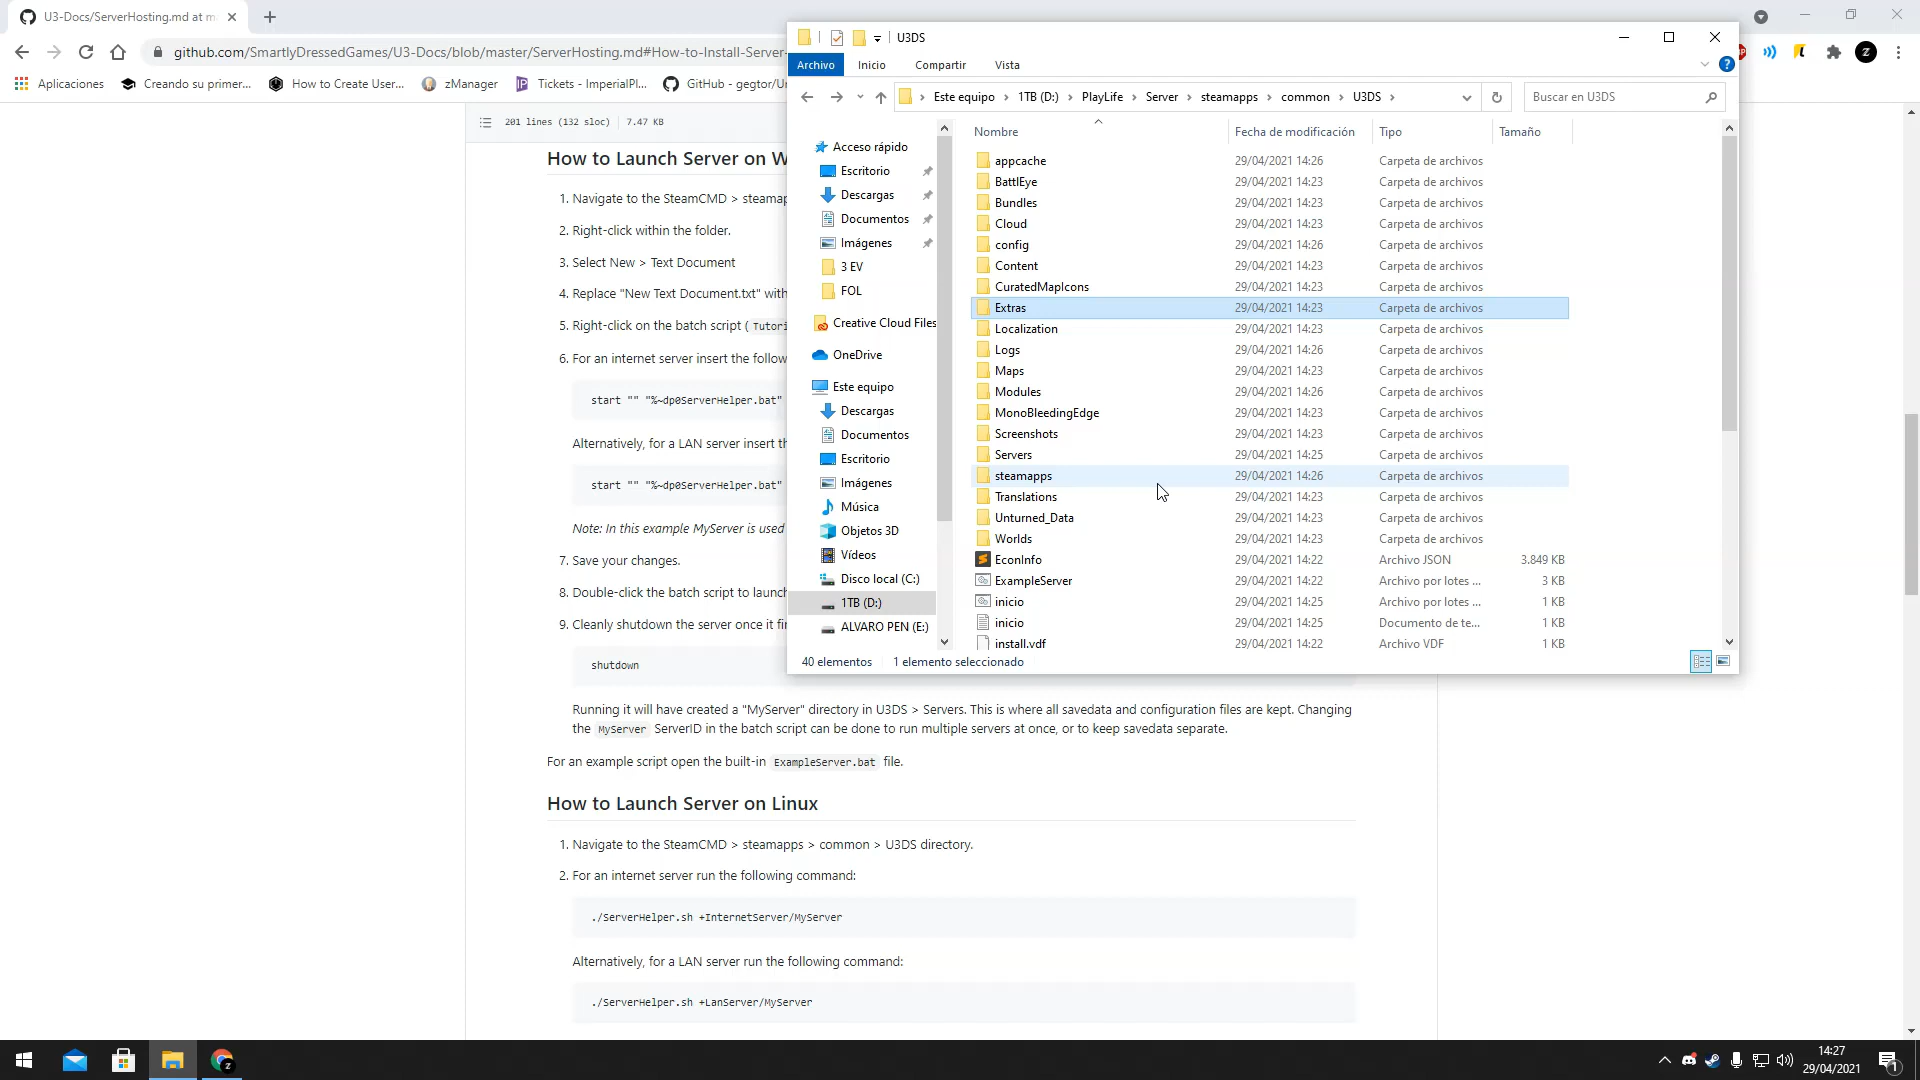 U3-Docs/ServerHosting.md at m
github.com/SmartlyDressedGames/U3-Docs/blob/master/ServerHosting.md#How-to-Install-Server-
Aplicaciones
Creando su primer...
How to Create User...
zManager
Tickets - ImperialPl...
GitHub - gegtor/Ur
201 lines (132 sloc)
7.47 KB
How to Launch Server on W
1. Navigate to the SteamCMD > steamap
2. Right-click within the folder.
3. Select New > Text Document
4. Replace "New Text Document.txt" with
5. Right-click on the batch script ( Tutori
6. For an internet server insert the follow
start "" "%~dp0ServerHelper.bat"
Alternatively, for a LAN server insert th
start "" "%~dp0ServerHelper.bat"
Note: In this example MyServer is used
7. Save your changes.
8. Double-click the batch script to launch
9. Cleanly shutdown the server once it fi
shutdown
Running it will have created a "MyServer" directory in U3DS > Servers. This is where all savedata and configuration files are kept. Changing
the MyServer ServerID in the batch script can be done to run multiple servers at once, or to keep savedata separate.
For an example script open the built-in ExampleServer.bat file.
How to Launch Server on Linux
1. Navigate to the SteamCMD > steamapps > common > U3DS directory.
2. For an internet server run the following command:
./ServerHelper.sh +InternetServer/MyServer
Alternatively, for a LAN server run the following command:
./ServerHelper.sh +LanServer/MyServer
U3DS
Archivo
Inicio
Compartir
Vista
Este equipo
1TB (D:)
PlayLife
Server
steamapps
common
U3DS
Buscar en U3DS
Acceso rápido
Escritorio
Descargas
Documentos
Imágenes
3 EV
FOL
Creative Cloud Files
OneDrive
Este equipo
Descargas
Documentos
Escritorio
Imágenes
Música
Objetos 3D
Vídeos
Disco local (C:)
1TB (D:)
ALVARO PEN (E:)
Nombre
Fecha de modificación
Tipo
Tamaño
appcache 29/04/2021 14:26 Carpeta de archivos
BattlEye 29/04/2021 14:23 Carpeta de archivos
Bundles 29/04/2021 14:23 Carpeta de archivos
Cloud 29/04/2021 14:23 Carpeta de archivos
config 29/04/2021 14:26 Carpeta de archivos
Content 29/04/2021 14:23 Carpeta de archivos
CuratedMapIcons 29/04/2021 14:23 Carpeta de archivos
Extras 29/04/2021 14:23 Carpeta de archivos
Localization 29/04/2021 14:23 Carpeta de archivos
Logs 29/04/2021 14:26 Carpeta de archivos
Maps 29/04/2021 14:23 Carpeta de archivos
Modules 29/04/2021 14:26 Carpeta de archivos
MonoBleedingEdge 29/04/2021 14:23 Carpeta de archivos
Screenshots 29/04/2021 14:23 Carpeta de archivos
Servers 29/04/2021 14:25 Carpeta de archivos
steamapps 29/04/2021 14:26 Carpeta de archivos
Translations 29/04/2021 14:23 Carpeta de archivos
Unturned_Data 29/04/2021 14:23 Carpeta de archivos
Worlds 29/04/2021 14:23 Carpeta de archivos
EconInfo 29/04/2021 14:22 Archivo JSON 3.849 KB
ExampleServer 29/04/2021 14:22 Archivo por lotes ... 3 KB
inicio 29/04/2021 14:25 Archivo por lotes ... 1 KB
inicio 29/04/2021 14:25 Documento de te... 1 KB
install.vdf 29/04/2021 14:22 Archivo VDF 1 KB
40 elementos
1 elemento seleccionado
14:27
29/04/2021